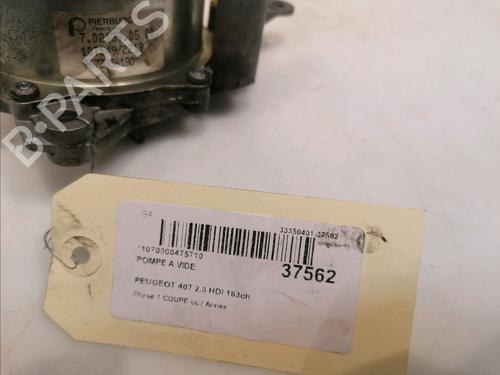 PIERBURG
B-PARTS
GA
33350401-37562
*1070000475710
POMPE A VIDE
37562
PEUGEOT 407 2.0 HDI 163ch
Phase 1 COUPE cc / Annee